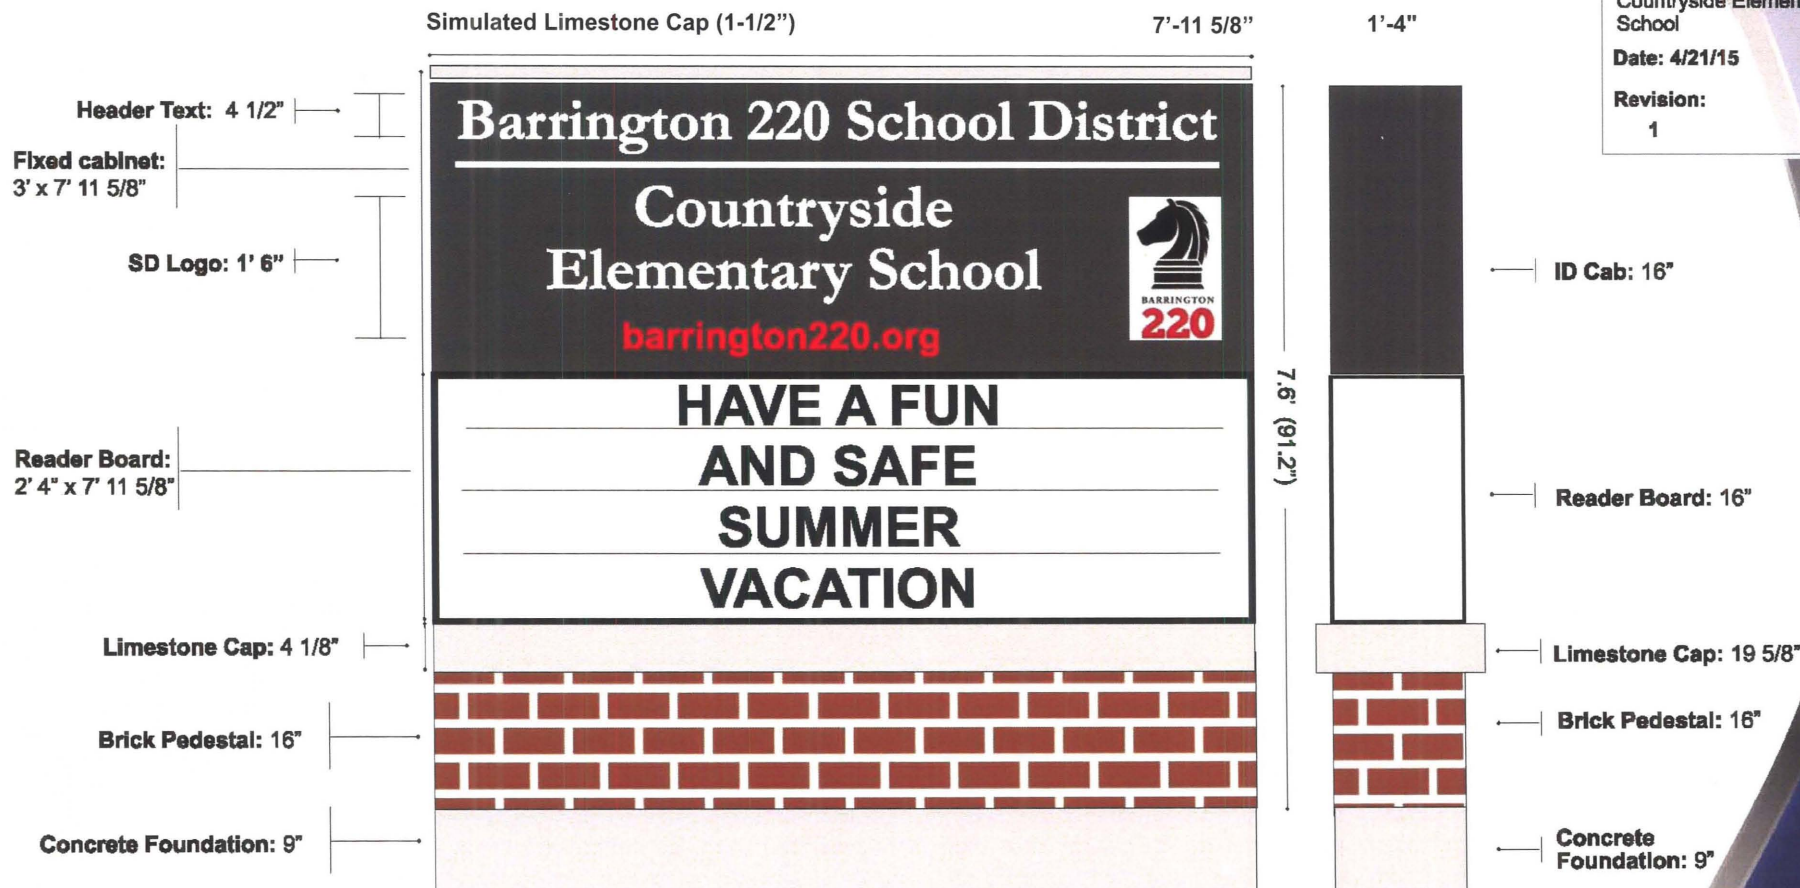 Simulated Limestone Cap (1-1/2”)
7’-11 5/8”
1’-4"
School
Date: 4/21/15
Revision:
1
Header Text: 4 1/2”
Fixed cabinet:
3’ x 7’ 11 5/8”
SD Logo: 1’ 6”
Barrington 220 School District
Countryside
Elementary School
barrington220.org
BARRINGTON
220
ID Cab: 16”
HAVE A FUN
AND SAFE
SUMMER
VACATION
7.6’ (91.2”)
Reader Board:
2’ 4” x 7’ 11 5/8”
Reader Board: 16”
Limestone Cap: 4 1/8”
Limestone Cap: 19 5/8”
Brick Pedestal: 16”
Brick Pedestal: 16”
Concrete Foundation: 9”
Concrete
Foundation: 9”